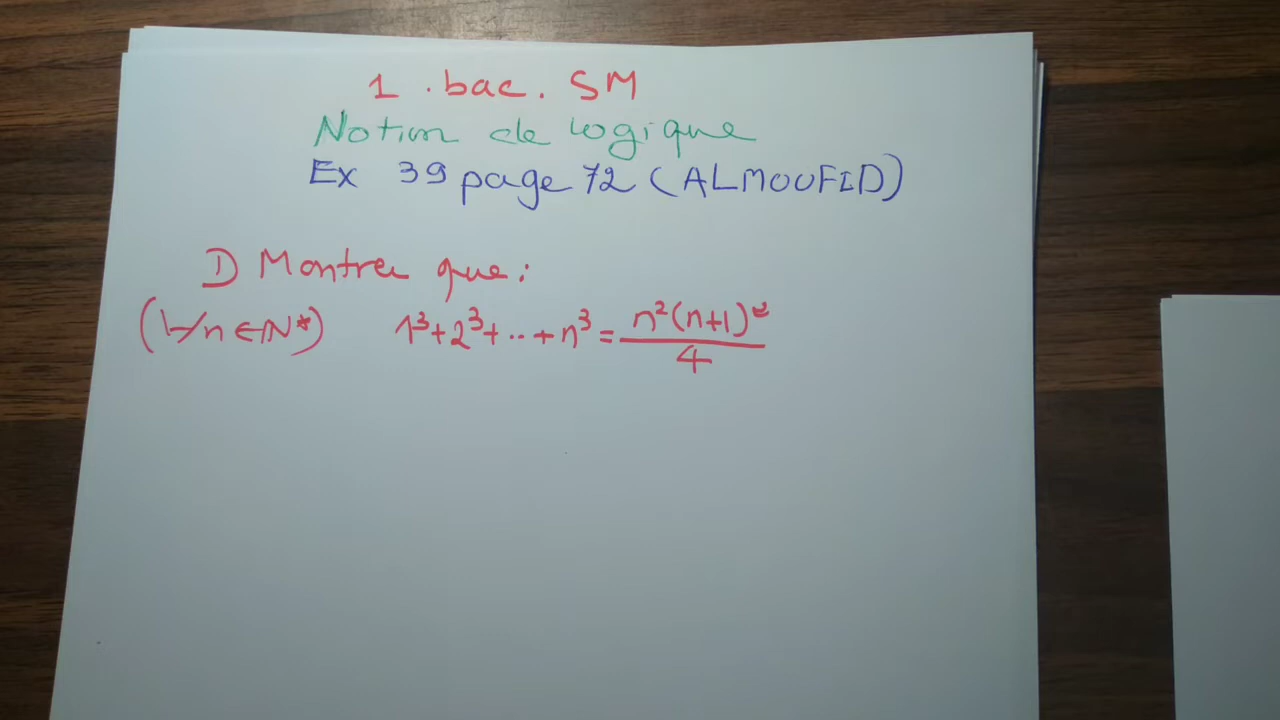 1 . bac . SM
Notion de logique
Ex 39 page 72 (ALMOUFID)
1) Montrer que :
(∀n∈N*) 1³+2³+...+n³ = n²(n+1)²/4